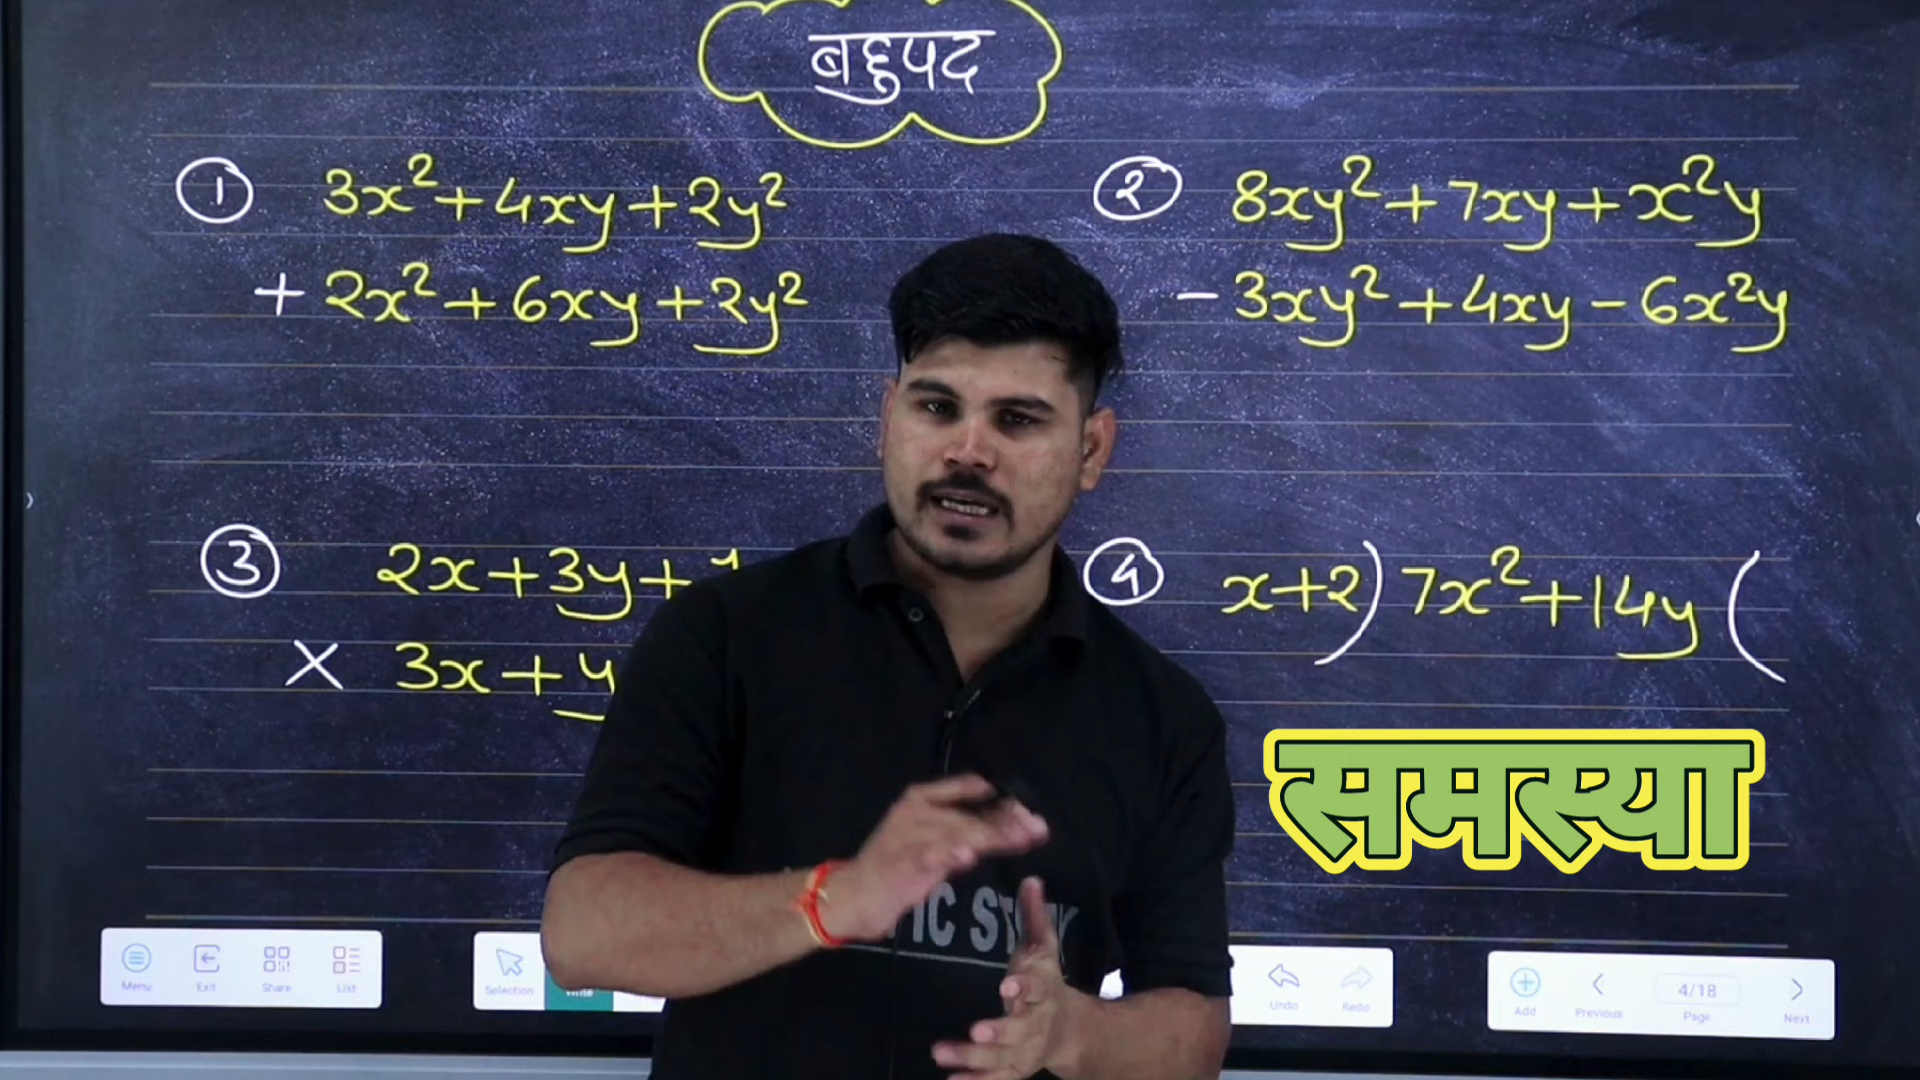 बहुपद
① 3x²+4xy+2y²
+ 2x²+6xy+2y²
② 8xy²+7xy+x²y
- 3xy²+4xy-6x²y
③ 2x+3y+
× 3x+y
④ x+2)7x²+14y(
समस्या
Menu Exit Share List
Selection
Undo Redo
Add Previous 4/18 Page Next